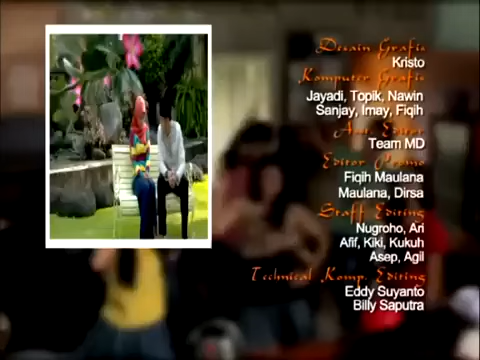 Desain Grafis
Kristo
Komputer Grafis
Jayadi, Topik, Nawin
Sanjay, Imay, Fiqih
Asst. Editor
Team MD
Editor Promo
Fiqih Maulana
Maulana, Dirsa
Staff Editing
Nugroho, Ari
Afif, Kiki, Kukuh
Asep, Agil
Technical Komp. Editing
Eddy Suyanto
Billy Saputra